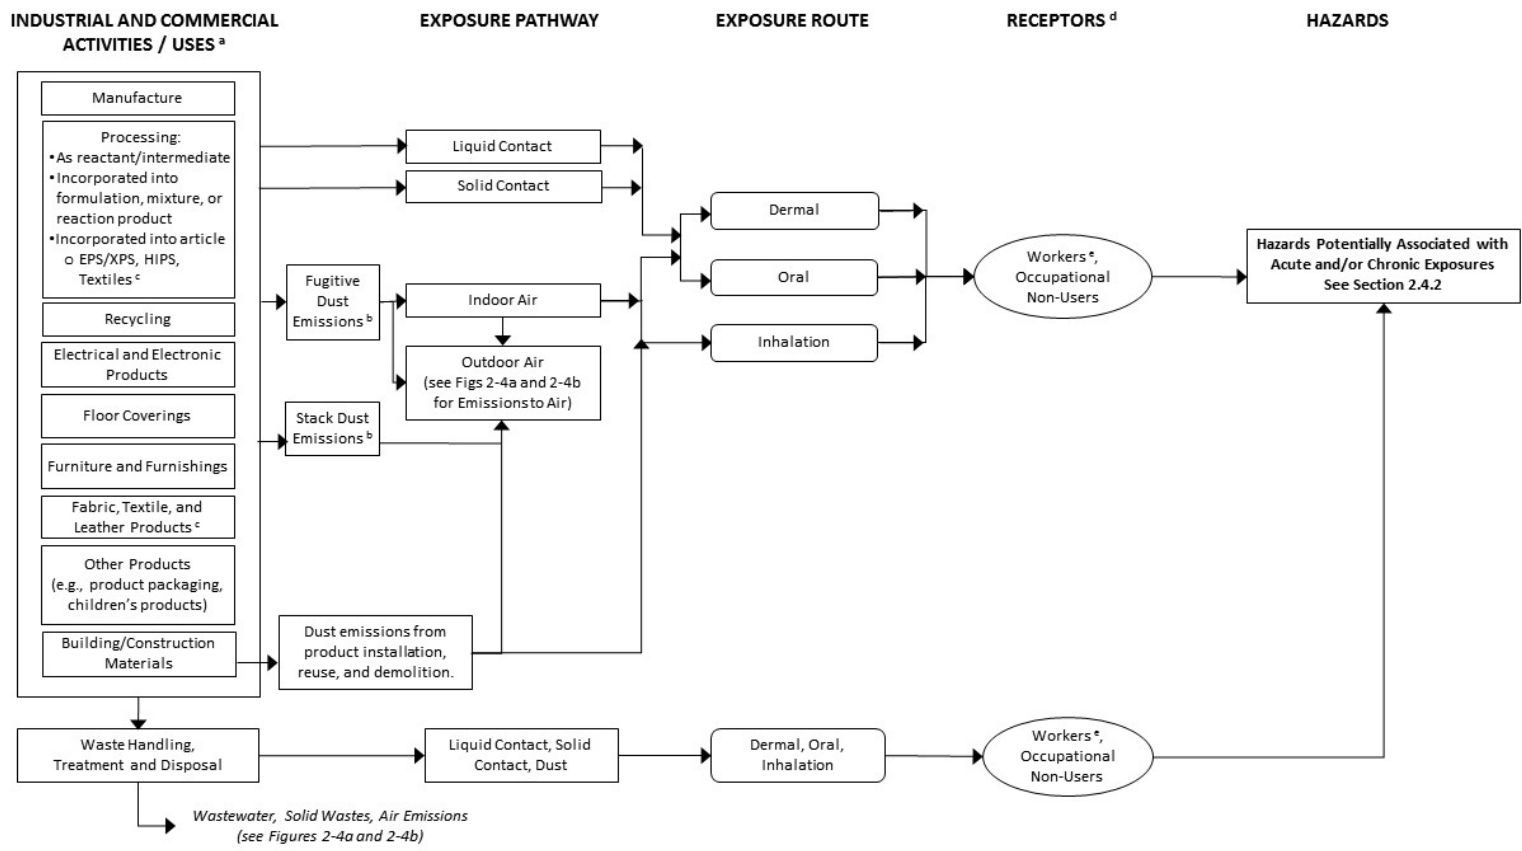 INDUSTRIAL AND COMMERCIAL
ACTIVITIES / USES a
EXPOSURE PATHWAY
EXPOSURE ROUTE
RECEPTORS d
HAZARDS
Manufacture
Processing:
•As reactant/intermediate
•Incorporated into
formulation, mixture, or
reaction product
•Incorporated into article
o EPS/XPS, HIPS,
Textiles c
Recycling
Electrical and Electronic
Products
Floor Coverings
Furniture and Furnishings
Fabric, Textile, and
Leather Products c
Other Products
(e.g., product packaging,
children's products)
Building/Construction
Materials
Fugitive
Dust
Emissions b
Stack Dust
Emissions b
Dust emissions from
product installation,
reuse, and demolition.
Liquid Contact
Solid Contact
Indoor Air
Outdoor Air
(see Figs 2-4a and 2-4b
for Emissions to Air)
Dermal
Oral
Inhalation
Workers e,
Occupational
Non-Users
Hazards Potentially Associated with
Acute and/or Chronic Exposures
See Section 2.4.2
Waste Handling,
Treatment and Disposal
Liquid Contact, Solid
Contact, Dust
Dermal, Oral,
Inhalation
Workers e,
Occupational
Non-Users
Wastewater, Solid Wastes, Air Emissions
(see Figures 2-4a and 2-4b)